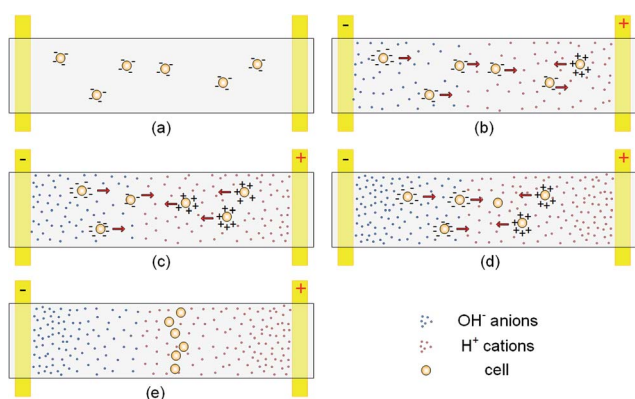 (a)
- +
(b)
- +
(c)
- +
(d)
- +
(e)
OH⁻ anions
H⁺ cations
cell